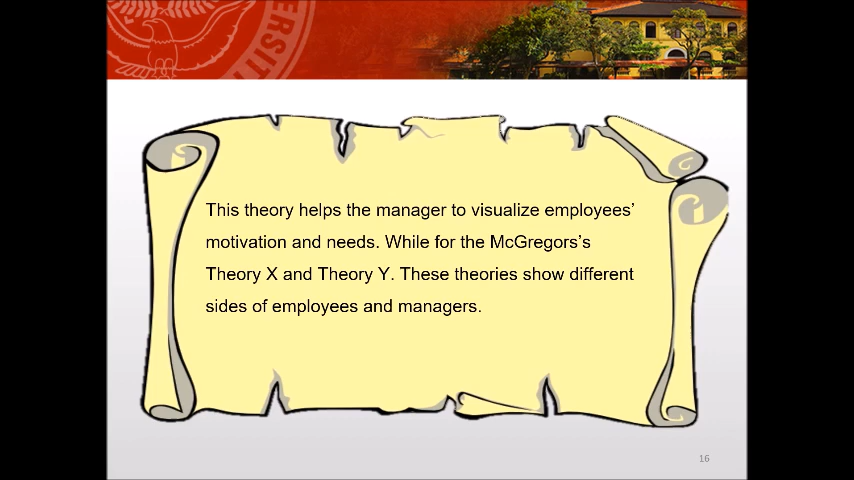 ERSIT
This theory helps the manager to visualize employees’
motivation and needs. While for the McGregors’s
Theory X and Theory Y. These theories show different
sides of employees and managers.
16